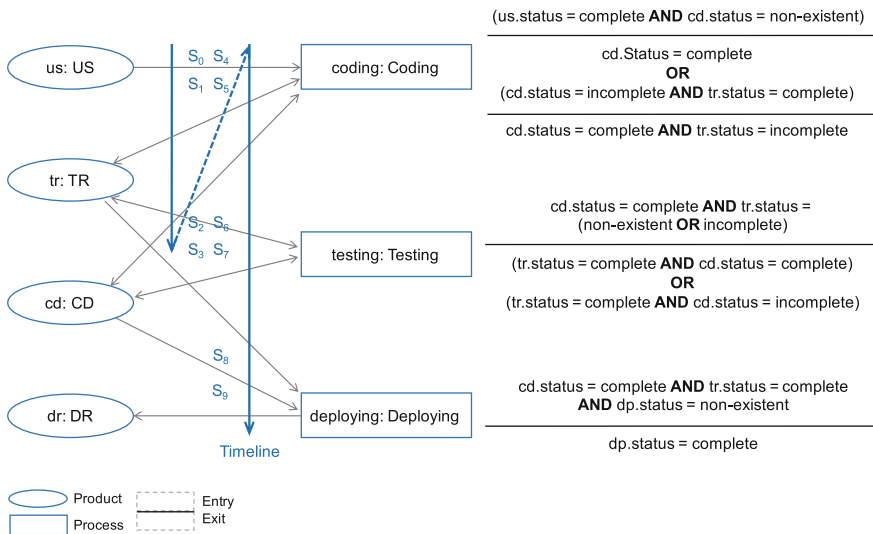 (us.status = complete AND cd.status = non-existent)
us: US
S0 S4
coding: Coding
cd.Status = complete
OR
S1 S5
(cd.status = incomplete AND tr.status = complete)
cd.status = complete AND tr.status = incomplete
tr: TR
cd.status = complete AND tr.status =
(non-existent OR incomplete)
S2 S6
S3 S7
testing: Testing
(tr.status = complete AND cd.status = complete)
OR
(tr.status = complete AND cd.status = incomplete)
cd: CD
S8
S9
cd.status = complete AND tr.status = complete
AND dp.status = non-existent
dr: DR
deploying: Deploying
Timeline
dp.status = complete
Product
Entry
Exit
Process